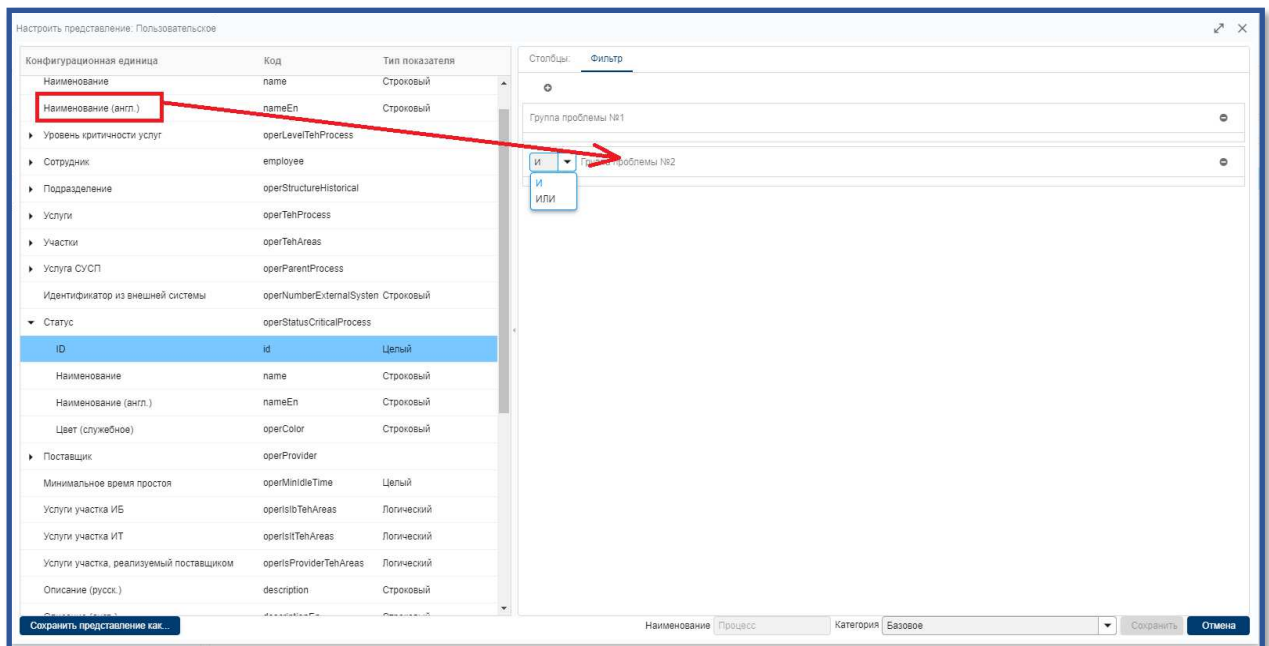 Настроить представление: Пользовательское
Конфигурационная единица Код Тип показателя
Наименование name Строковый
Наименование (англ.) nameEn Строковый
Уровень критичности услуг operLevelTehProcess
Сотрудник employee
Подразделение operStructureHistorical
Услуги operTehProcess
Участки operTehAreas
Услуга СУСП operParentProcess
Идентификатор из внешней системы operNumberExternalSysten Строковый
Статус operStatusCriticalProcess
ID id Целый
Наименование name Строковый
Наименование (англ.) nameEn Строковый
Цвет (служебное) operColor Строковый
Поставщик operProvider
Минимальное время простоя operMinIdleTime Целый
Услуги участка ИБ operIsIbTehAreas Логический
Услуги участка ИТ operIsItTehAreas Логический
Услуги участка, реализуемый поставщиком operIsProviderTehAreas Логический
Описание (русск.) description Строковый
Столбцы: Фильтр
Группа проблемы №1
И Группа проблемы №2
И
ИЛИ
Сохранить представление как... Наименование Процесс Категория Базовое Сохранить Отмена